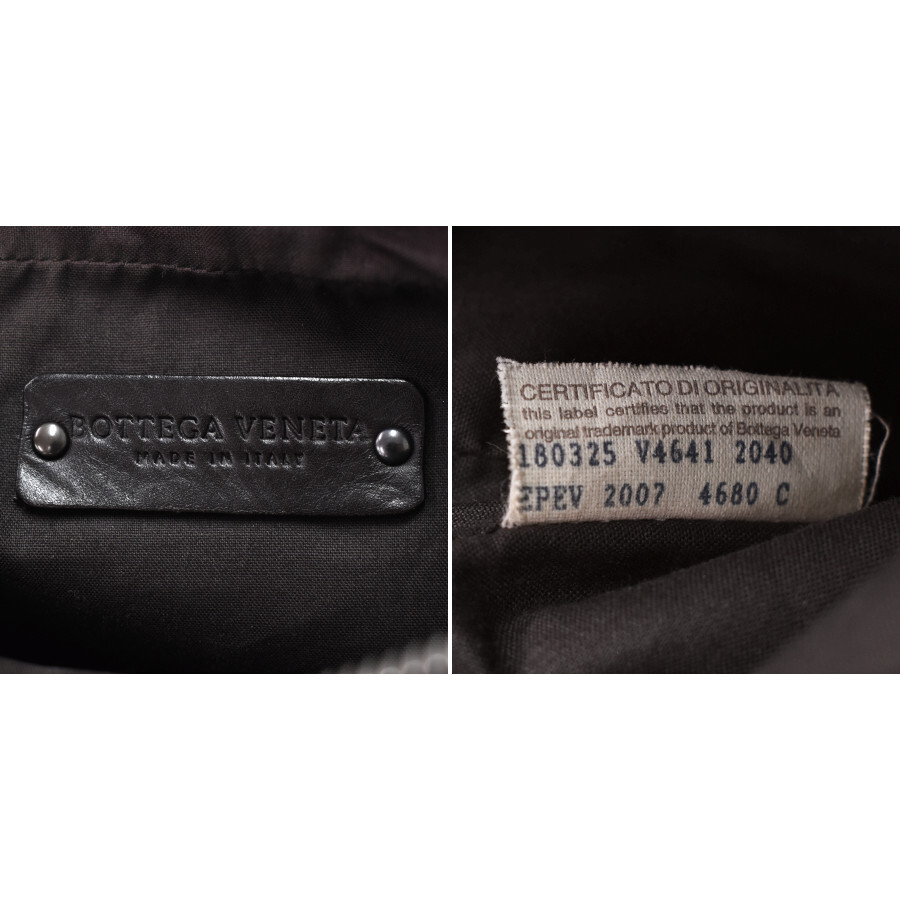 BOTTEGA VENETA
MADE IN ITALY
CERTIFICATO DI ORIGINALITA
this label certifies that the product is an
original trademark product of Bottega Veneta
180325 V4641 2040
EPEV 2007 4680 C